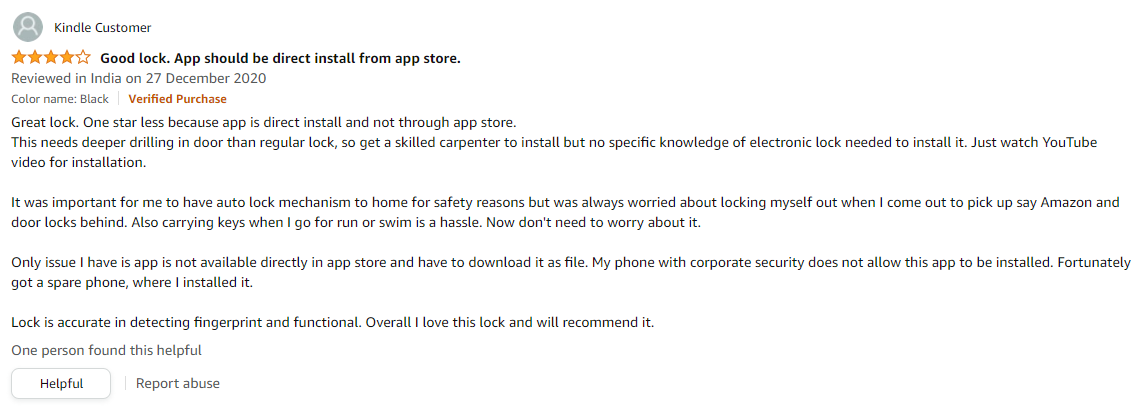 Kindle Customer
Good lock. App should be direct install from app store.
Reviewed in India on 27 December 2020
Color name: Black Verified Purchase
Great lock. One star less because app is direct install and not through app store.
This needs deeper drilling in door than regular lock, so get a skilled carpenter to install but no specific knowledge of electronic lock needed to install it. Just watch YouTube
video for installation.
It was important for me to have auto lock mechanism to home for safety reasons but was always worried about locking myself out when I come out to pick up say Amazon and
door locks behind. Also carrying keys when I go for run or swim is a hassle. Now don't need to worry about it.
Only issue I have is app is not available directly in app store and have to download it as file. My phone with corporate security does not allow this app to be installed. Fortunately
got a spare phone, where I installed it.
Lock is accurate in detecting fingerprint and functional. Overall I love this lock and will recommend it.
One person found this helpful
Helpful Report abuse